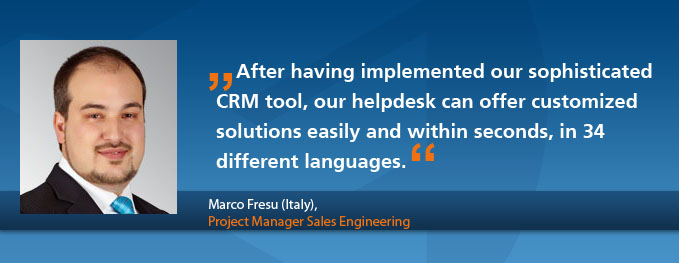 „After having implemented our sophisticated
CRM tool, our helpdesk can offer customized
solutions easily and within seconds, in 34
different languages.“
Marco Fresu (Italy),
Project Manager Sales Engineering